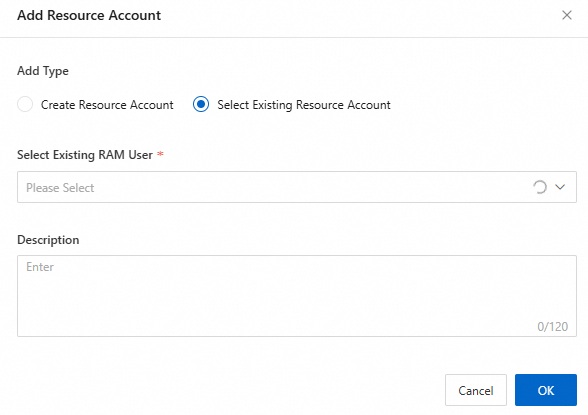 Add Resource Account
Add Type
Create Resource Account Select Existing Resource Account
Select Existing RAM User *
Please Select
Description
Enter
0/120
Cancel OK